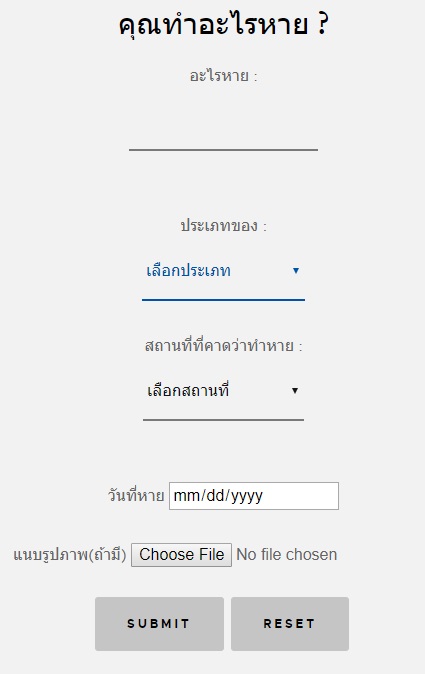 คุณทำอะไรหาย ?
อะไรหาย :
ประเภทของ :
เลือกประเภท
สถานที่ที่คาดว่าทำหาย :
เลือกสถานที่
วันที่หาย mm/dd/yyyy
แนบรูปภาพ(ถ้ามี) Choose File No file chosen
SUBMIT RESET